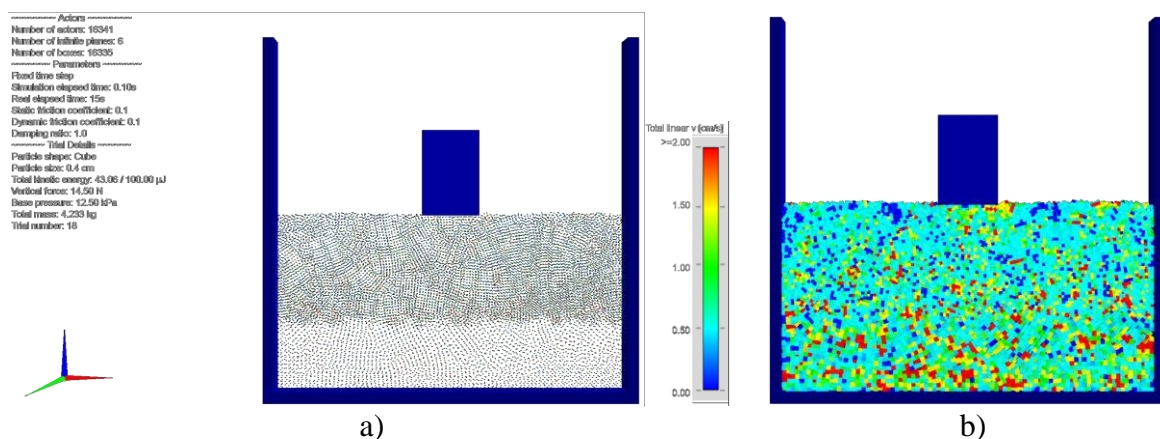 -------- Actors --------
Number of actors: 16341
Number of infinite planes: 6
Number of boxes: 16335
-------- Parameters --------
Fixed time step
Simulation elapsed time: 0.10s
Real elapsed time: 15s
Static friction coefficient: 0.1
Dynamic friction coefficient: 0.1
Damping ratio: 1.0
-------- Trial Details --------
Particle shape: Cube
Particle size: 0.4 cm
Total kinetic energy: 43.06 / 100.00 µJ
Vertical force: 14.50 N
Base pressure: 12.50 kPa
Total mass: 4.233 kg
Trial number: 18
Total linear v [cm/s]
>=2.00
1.50
1.00
0.50
0.00
a)
b)